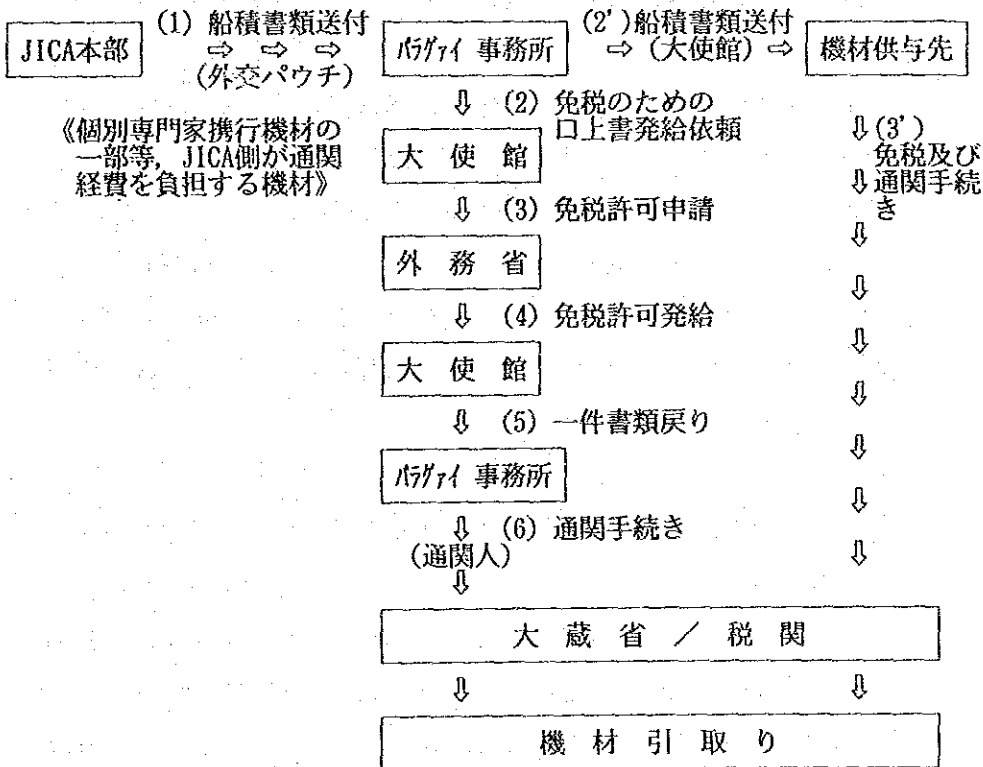 (1) 船積書類送付
(2')船積書類送付
JICA本部
⇨ ⇨ ⇨
ﾊﾟﾗｸﾞｧｲ 事務所
⇨ (大使館) ⇨
機材供与先
(外交パウチ)
⇩ (2) 免税のための
口上書発給依頼
《個別専門家携行機材の
一部等, JICA側が通関
経費を負担する機材》
大 使 館
⇩ (3) 免税許可申請
外 務 省
⇩ (4) 免税許可発給
大 使 館
⇩ (5) 一件書類戻り
ﾊﾟﾗｸﾞｧｲ 事務所
⇩ (6) 通関手続き
(通関人)
⇩
⇩(3')
免税及び
⇩通関手続
き
⇩
⇩
⇩
⇩
⇩
⇩
⇩
大 蔵 省 ／ 税 関
⇩ ⇩
機 材 引 取 り